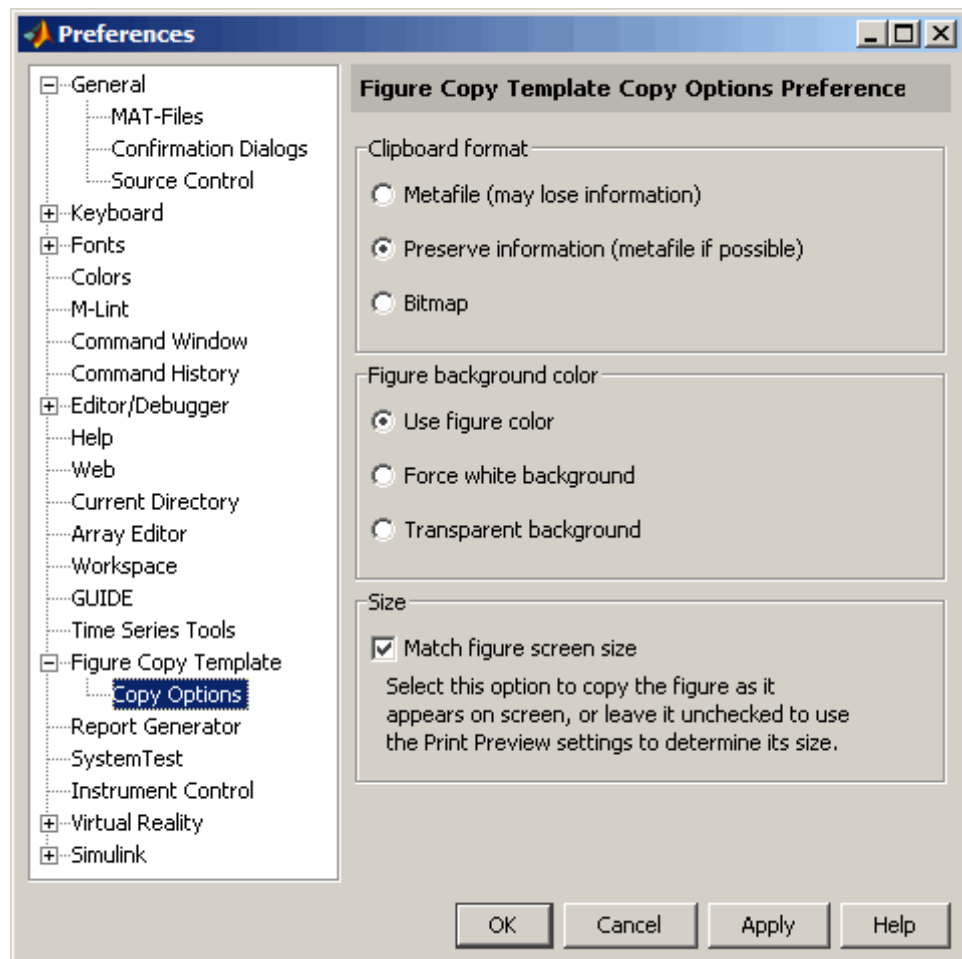 Preferences
General
MAT-Files
Confirmation Dialogs
Source Control
Keyboard
Fonts
Colors
M-Lint
Command Window
Command History
Editor/Debugger
Help
Web
Current Directory
Array Editor
Workspace
GUIDE
Time Series Tools
Figure Copy Template
Copy Options
Report Generator
SystemTest
Instrument Control
Virtual Reality
Simulink
Figure Copy Template Copy Options Preference
Clipboard format
Metafile (may lose information)
Preserve information (metafile if possible)
Bitmap
Figure background color
Use figure color
Force white background
Transparent background
Size
Match figure screen size
Select this option to copy the figure as it
appears on screen, or leave it unchecked to use
the Print Preview settings to determine its size.
OK
Cancel
Apply
Help